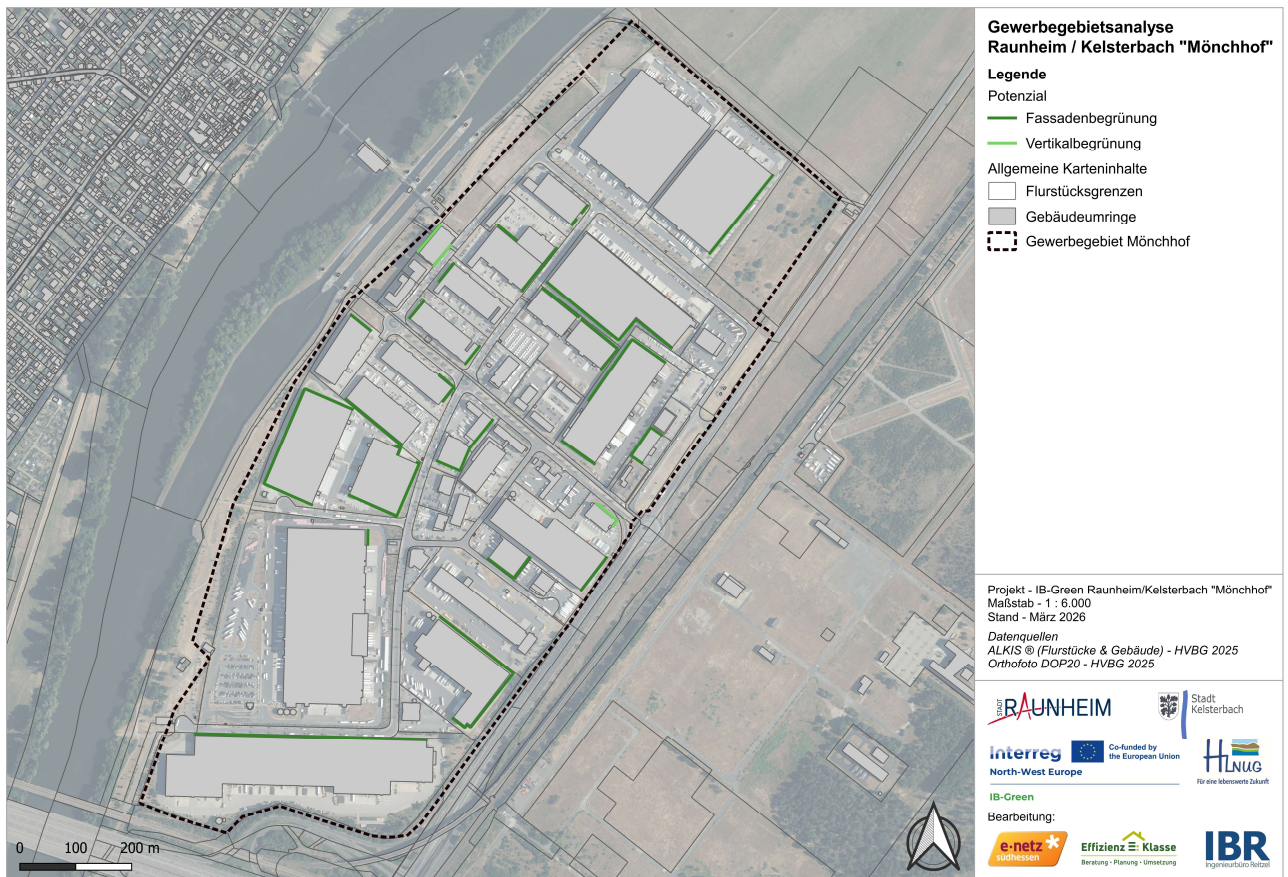 Gewerbegebietsanalyse
Raunheim / Kelsterbach "Mönchhof"
Legende
Potenzial
Fassadenbegrünung
Vertikalbegrünung
Allgemeine Karteninhalte
Flurstücksgrenzen
Gebäudeumringe
Gewerbegebiet Mönchhof
Projekt - IB-Green Raunheim/Kelsterbach "Mönchhof"
Maßstab - 1 : 6.000
Stand - März 2026
Datenquellen
ALKIS ® (Flurstücke & Gebäude) - HVBG 2025
Orthofoto DOP20 - HVBG 2025
STADT RAUNHEIM
Stadt
Kelsterbach
Interreg
Co-funded by
the European Union
North-West Europe
HLNUG
Für eine lebenswerte Zukunft
IB-Green
Bearbeitung:
e-netz
südhessen
Effizienz Klasse
Beratung - Planung - Umsetzung
IBR
Ingenieurbüro Reitzel
0 100 200 m